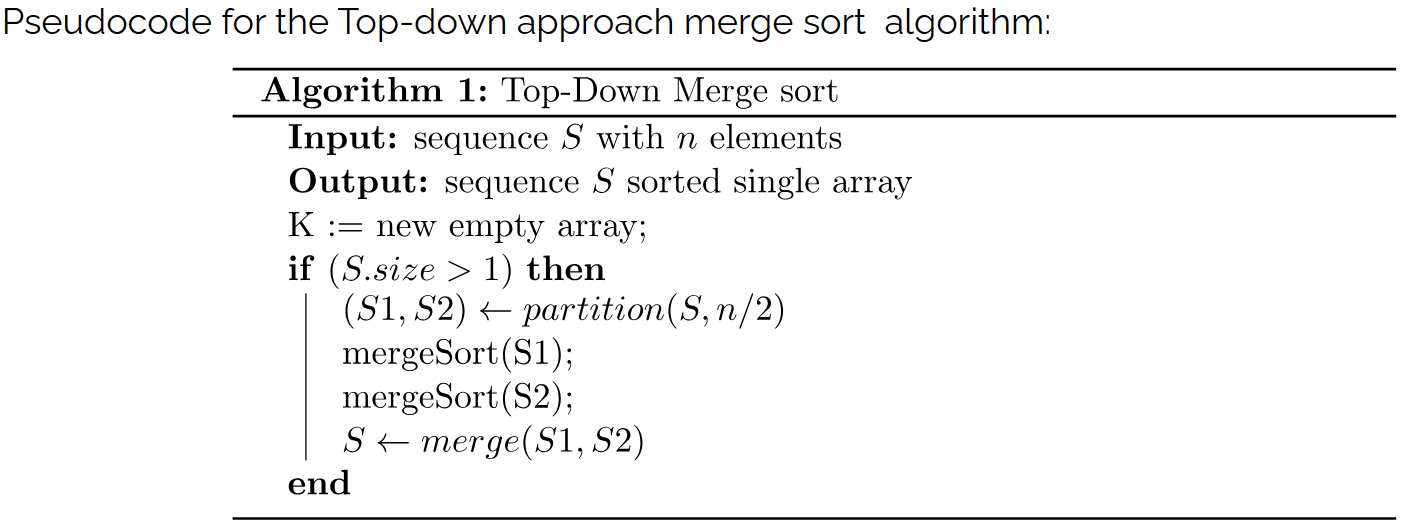 Pseudocode for the Top-down approach merge sort algorithm:
Algorithm 1: Top-Down Merge sort
Input: sequence S with n elements
Output: sequence S sorted single array
K := new empty array;
if (S.size > 1) then
(S1, S2) ← partition(S, n/2)
mergeSort(S1);
mergeSort(S2);
S ← merge(S1, S2)
end